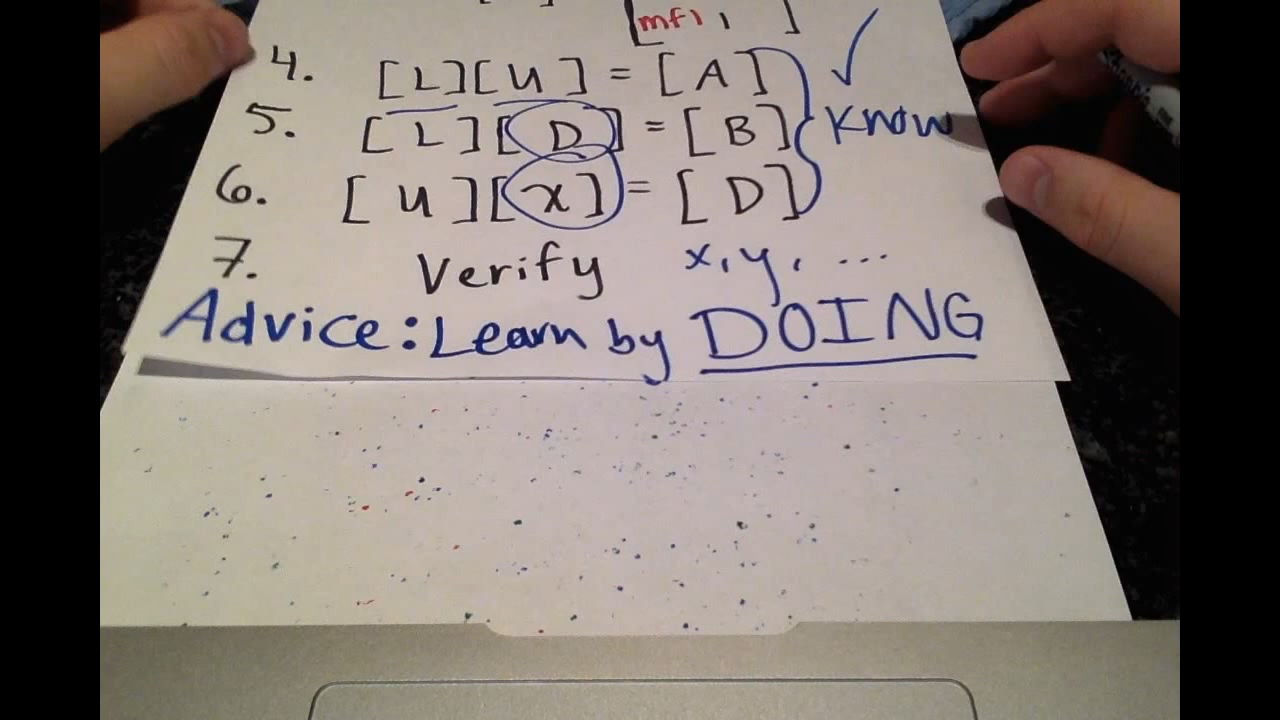 [mf1, ]
4. [L][U] = [A] ✓
5. [L][D] = [B] Know
6. [U][x] = [D]
7. Verify x, y, ...
Advice: Learn by DOING